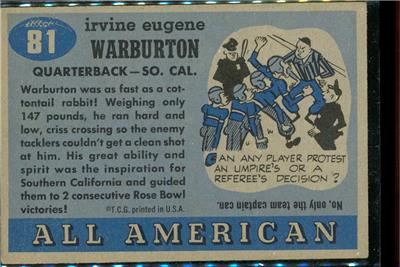 81
irvine eugene
WARBURTON
QUARTERBACK—SO. CAL.
Warburton was as fast as a cot-
tontail rabbit! Weighing only
147 pounds, he ran hard and
low, criss crossing so the enemy
tacklers couldn't get a clean shot
at him. His great ability and
spirit was the inspiration for
Southern California and guided
them to 2 consecutive Rose Bowl
victories!
©T.C.G. printed in U.S.A.
CAN ANY PLAYER PROTEST
AN UMPIRE'S OR A
REFEREE'S DECISION?
No, only the team captain can.
ALL AMERICAN